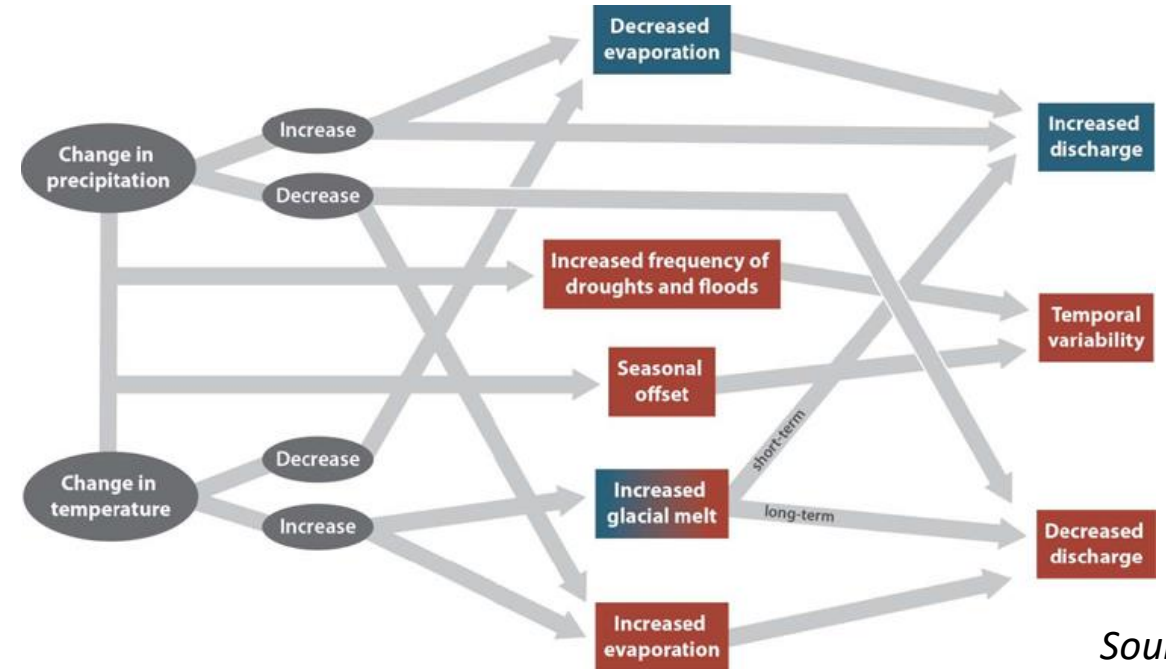 Decreased
evaporation
Increased
discharge
Increase
Change in
precipitation
Decrease
Increased frequency of
droughts and floods
Temporal
variability
Seasonal
offset
short-term
Decrease
Change in
temperature
Increased
glacial melt
long-term
Increase
Decreased
discharge
Increased
evaporation